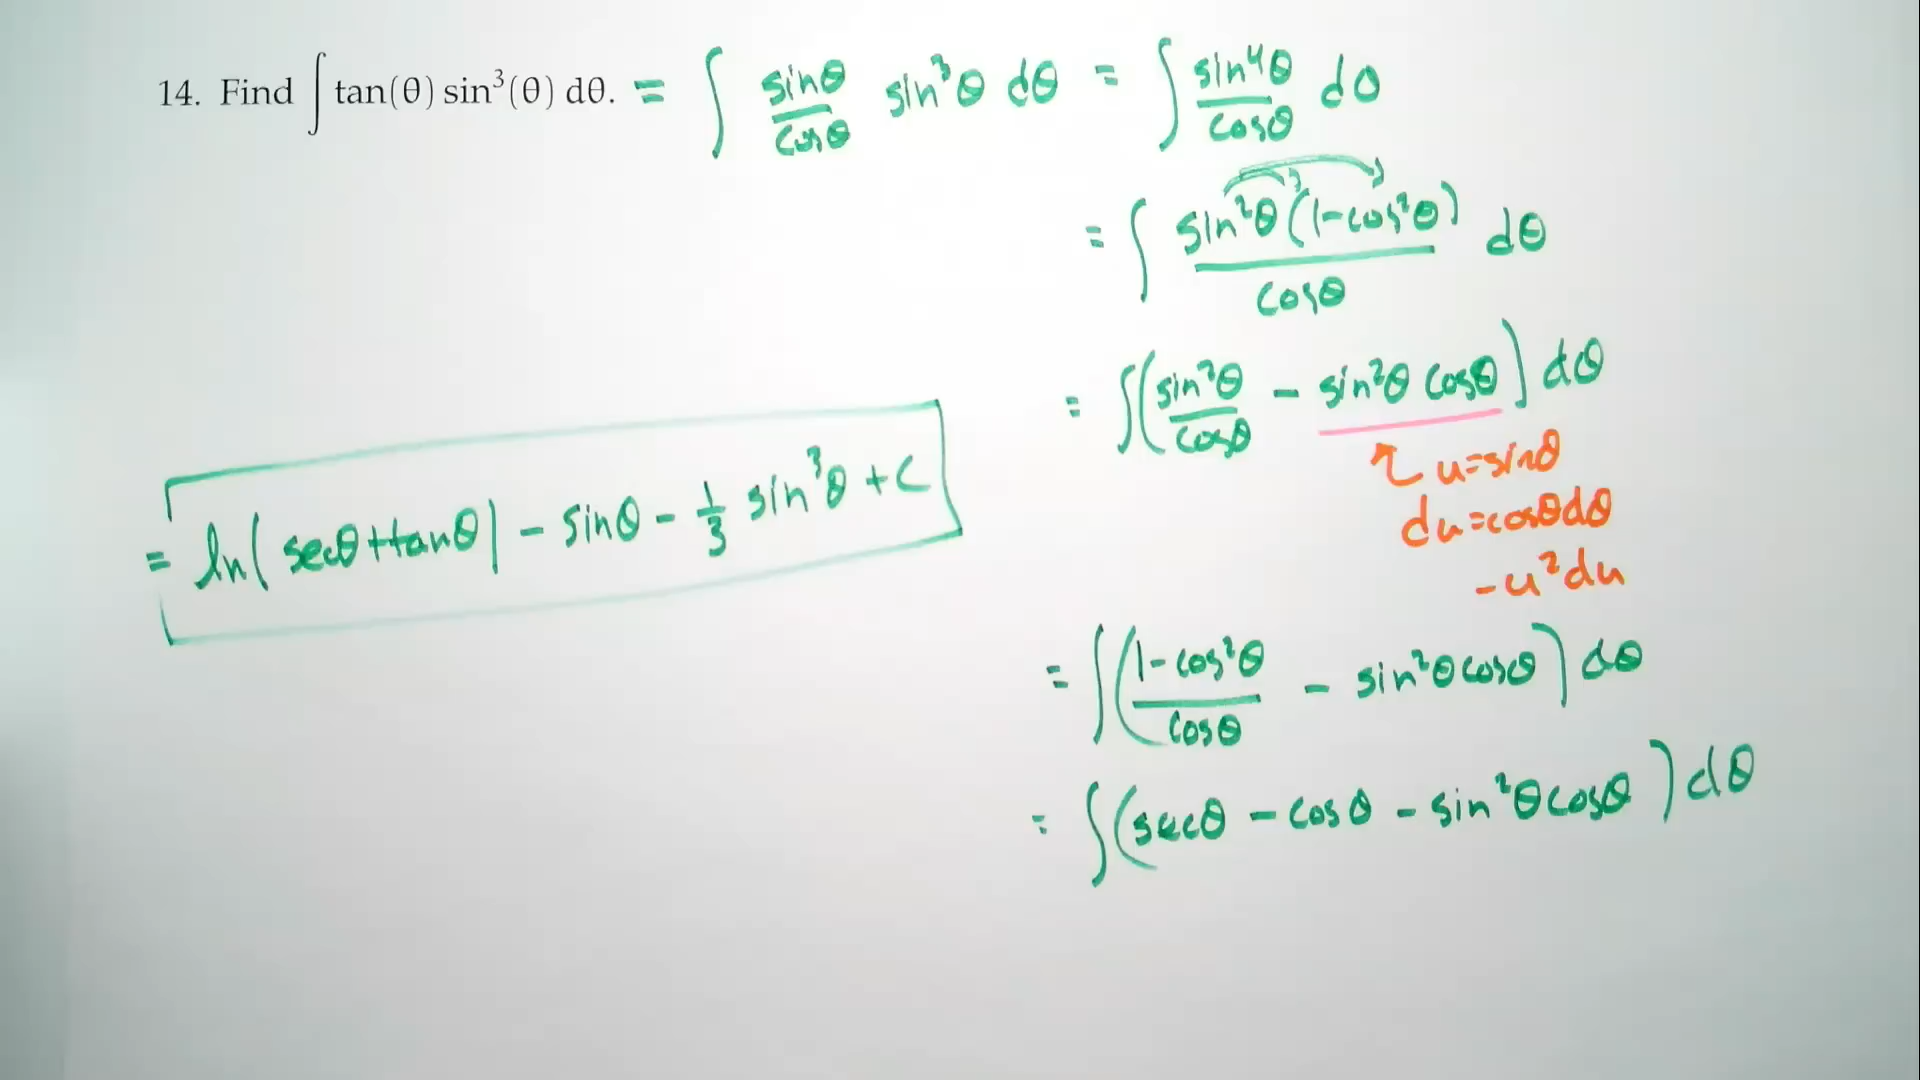 14. Find ∫ tan(θ) sin³(θ) dθ. = ∫ sinθ/cosθ sin³θ dθ = ∫ sin⁴θ/cosθ dθ
= ∫ sin²θ(1-cos²θ)/cosθ dθ
= ∫(sin²θ/cosθ - sin²θ cosθ) dθ
u=sinθ
du=cosθdθ
-u²du
= ∫(1-cos²θ/cosθ - sin²θcosθ) dθ
= ∫(secθ - cosθ - sin²θcosθ) dθ
= ln|secθ+tanθ| - sinθ - 1/3 sin³θ + C